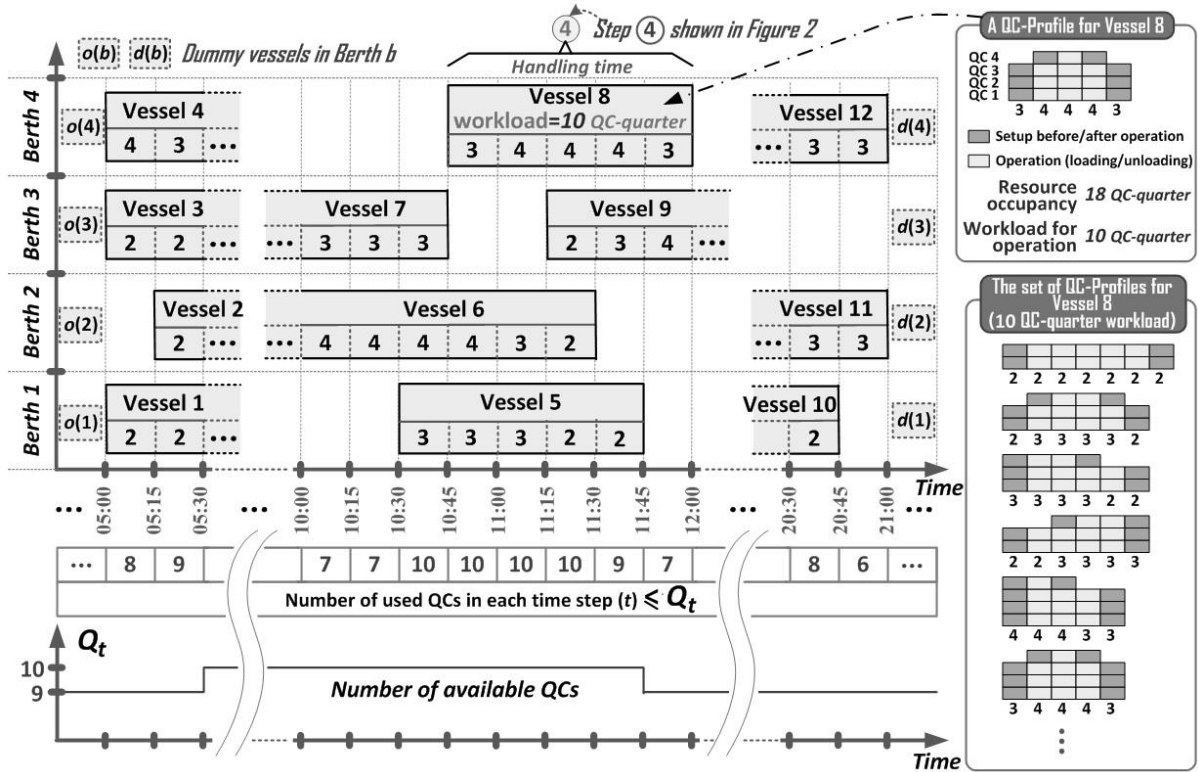 o(b) d(b) Dummy vessels in Berth b
4 Step 4 shown in Figure 2
Handling time
Berth 4
o(4)
Vessel 4
4 3 ...
Vessel 8
workload=10 QC-quarter
3 4 4 4 3
Vessel 12
... 3 3
d(4)
Berth 3
o(3)
Vessel 3
2 2 ...
Vessel 7
... 3 3 3
Vessel 9
2 3 4 ...
d(3)
Berth 2
o(2)
Vessel 2
2 ...
Vessel 6
... 4 4 4 4 3 2
Vessel 11
... 3 3
d(2)
Berth 1
o(1)
Vessel 1
2 2 ...
Vessel 5
3 3 3 2 2
Vessel 10
... 2
d(1)
Time
... 05:00 05:15 05:30 ... 10:00 10:15 10:30 10:45 11:00 11:15 11:30 11:45 12:00 ... 20:30 20:45 21:00 ...
... 8 9 7 7 10 10 10 10 9 7 8 6 ...
Number of used QCs in each time step (t) ⩽ Qt
Qt
10
9
Number of available QCs
Time
A QC-Profile for Vessel 8
QC 4
QC 3
QC 2
QC 1
3 4 4 4 3
Setup before/after operation
Operation (loading/unloading)
Resource
occupancy 18 QC-quarter
Workload for
operation 10 QC-quarter
The set of QC-Profiles for
Vessel 8
(10 QC-quarter workload)
2 2 2 2 2 2 2
2 3 3 3 3 2
3 3 3 3 2 2
2 2 3 3 3 3
4 4 4 3 3
3 4 4 4 3